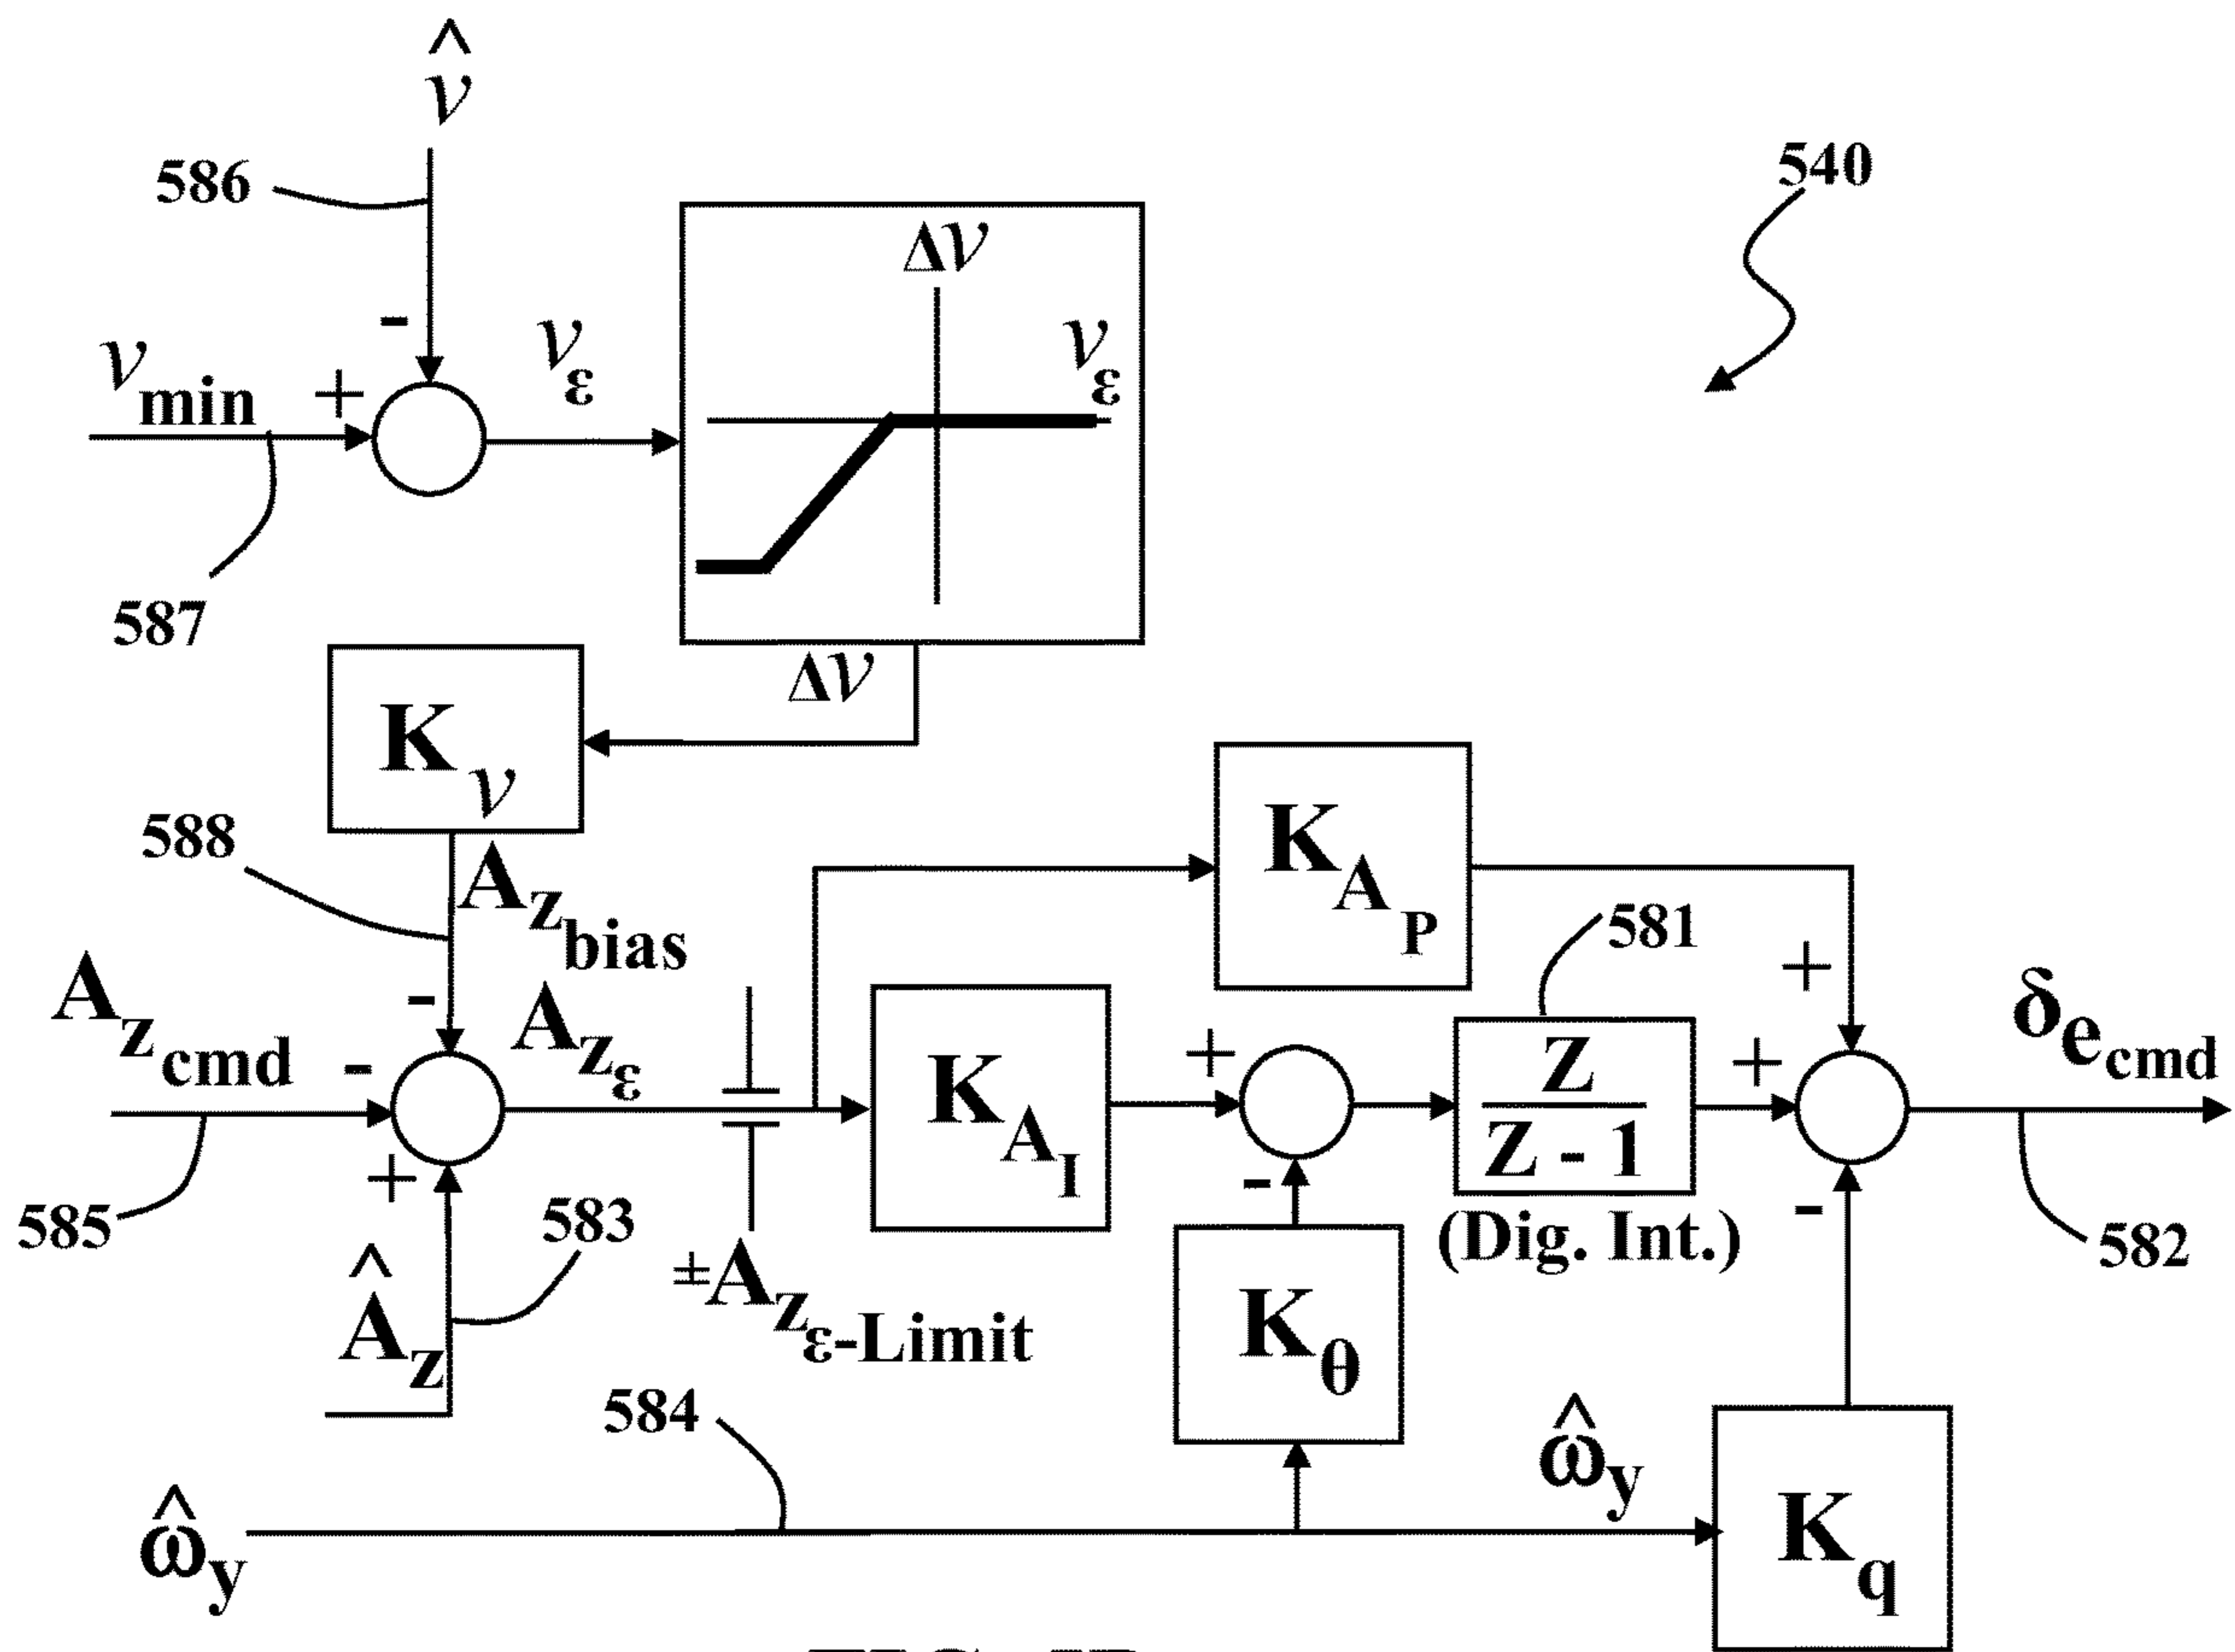 v̂
586
540
Δv
-
v_ε
v_ε
v_min
+
587
Δv
K_v
588
A_z_bias
K_A_P
581
+
A_z_cmd
-
-
A_z_ε
K_A_I
+
Z
Z - 1
+
δ_e_cmd
+
585
583
±A_z_ε-Limit
-
(Dig. Int.)
-
582
Â_z
K_θ
584
ω̂_y
ω̂_y
K_q